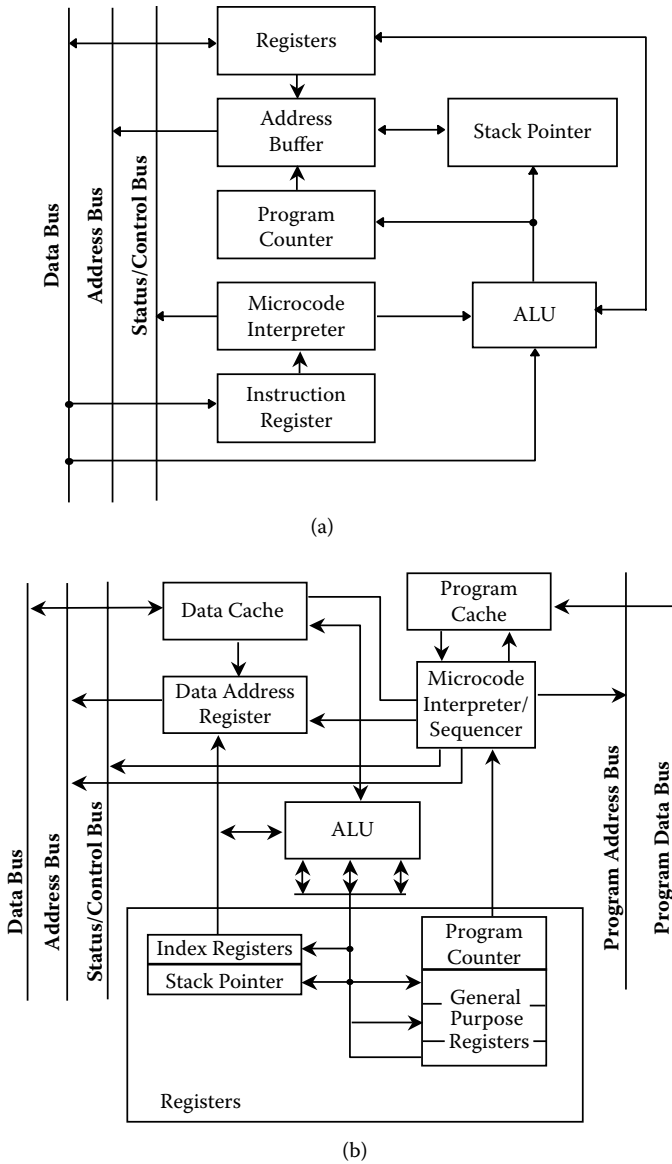 Registers
Address
Buffer
Stack Pointer
Program
Counter
Microcode
Interpreter
ALU
Instruction
Register
Data Bus
Address Bus
Status/Control Bus
(a)
Data Cache
Program
Cache
Data Address
Register
Microcode
Interpreter/
Sequencer
ALU
Data Bus
Address Bus
Status/Control Bus
Program Address Bus
Program Data Bus
Index Registers
Stack Pointer
Program
Counter
General
Purpose
Registers
Registers
(b)